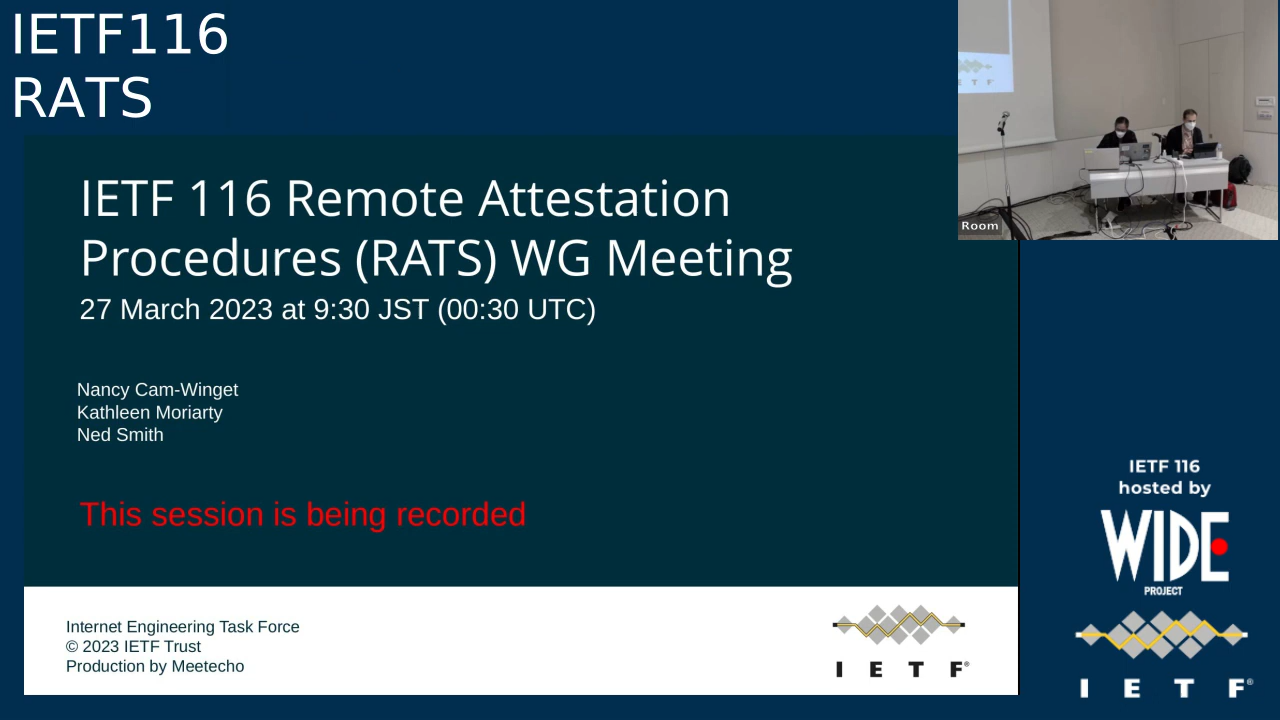 IETF116
RATS
IETF 116 Remote Attestation
Procedures (RATS) WG Meeting
27 March 2023 at 9:30 JST (00:30 UTC)
Nancy Cam-Winget
Kathleen Moriarty
Ned Smith
This session is being recorded
Internet Engineering Task Force
© 2023 IETF Trust
Production by Meetecho
I E T F®
Room
IETF 116
hosted by
WIDE
PROJECT
I E T F®